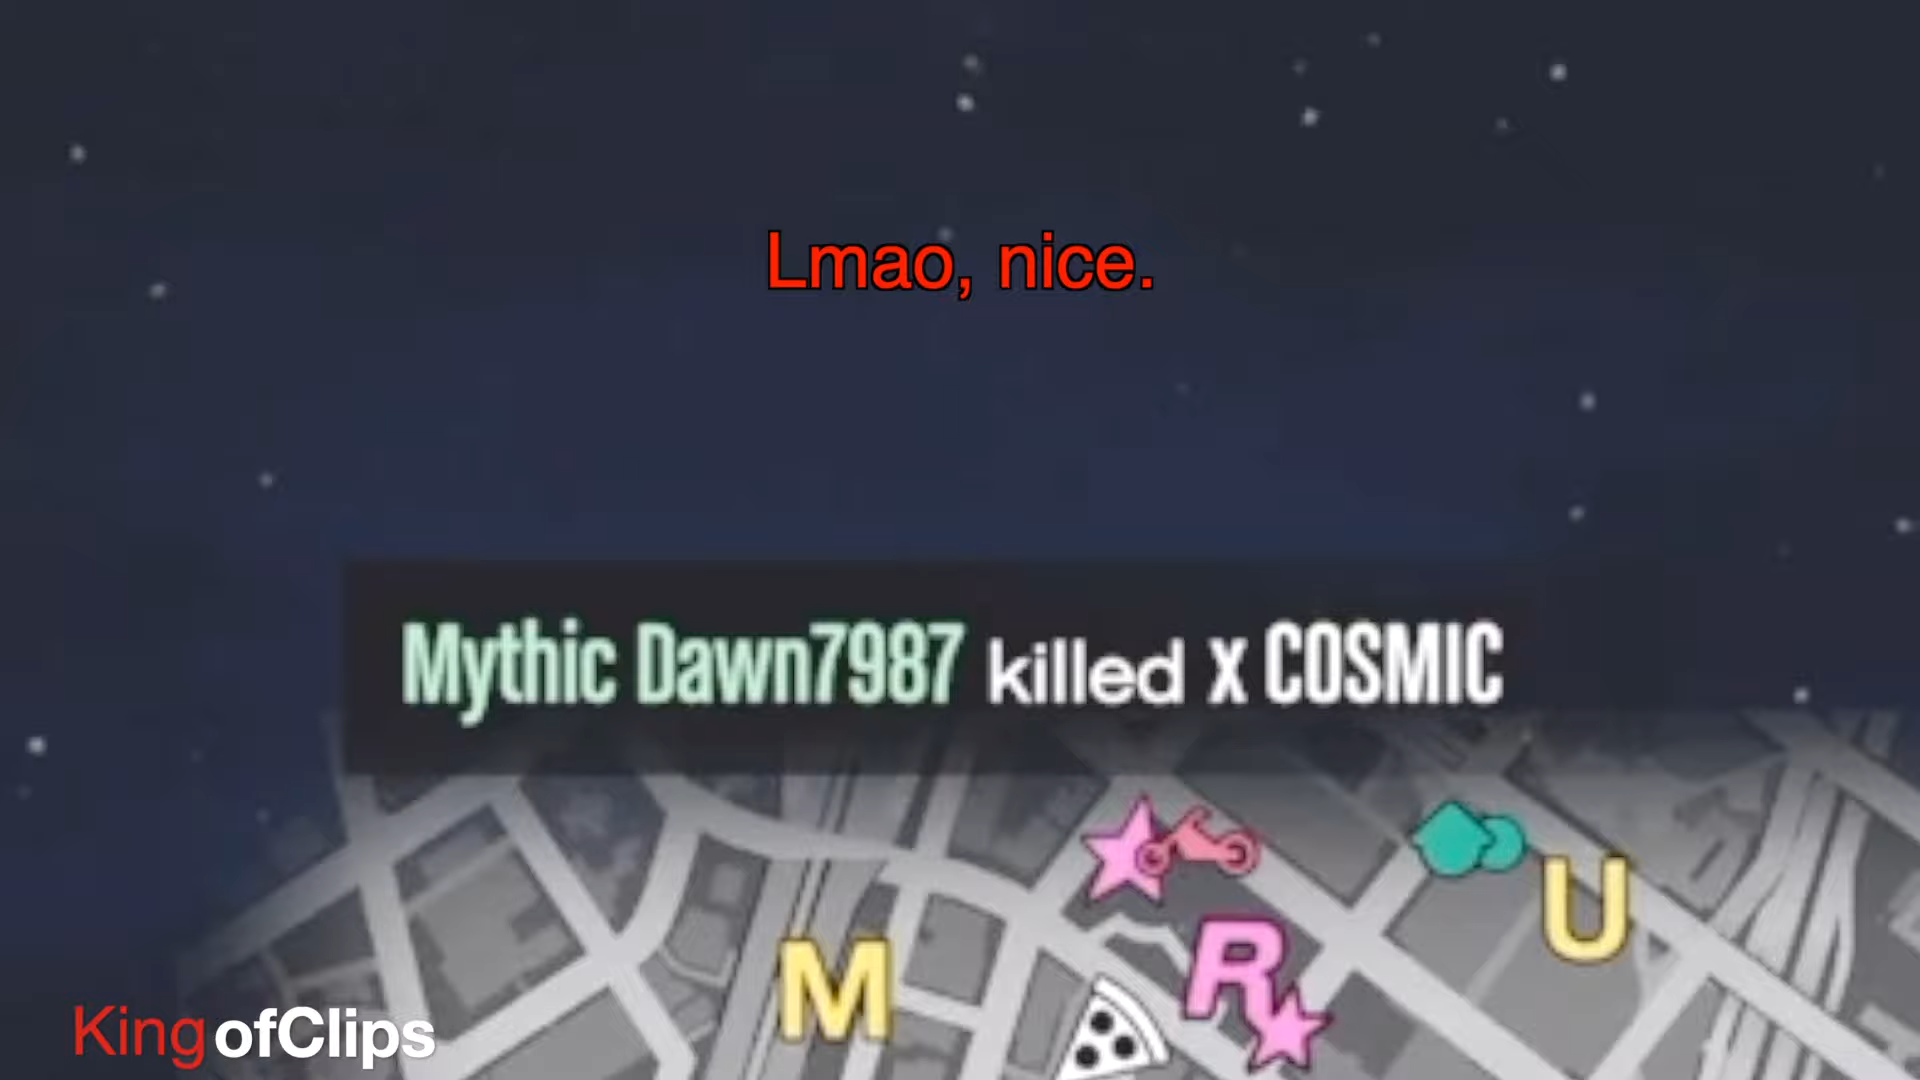 Lmao, nice.
Mythic Dawn7987 killed X COSMIC
U
M
R
KingofClips